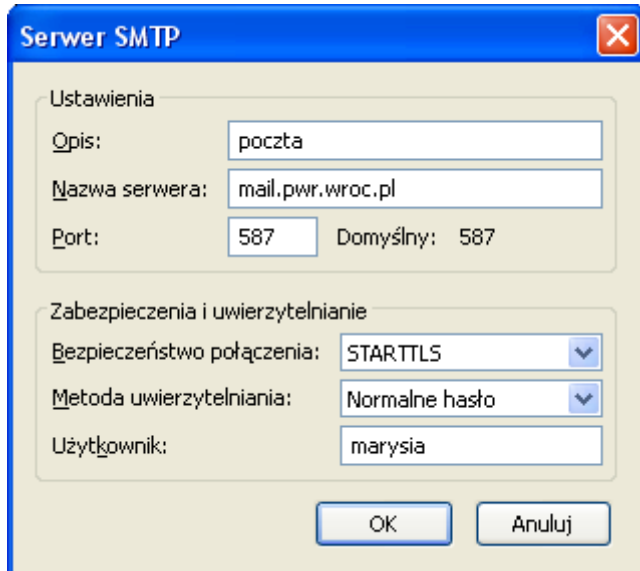 Serwer SMTP
Ustawienia
Opis: poczta
Nazwa serwera: mail.pwr.wroc.pl
Port: 587 Domyślny: 587
Zabezpieczenia i uwierzytelnianie
Bezpieczeństwo połączenia: STARTTLS
Metoda uwierzytelniania: Normalne hasło
Użytkownik: marysia
OK Anuluj